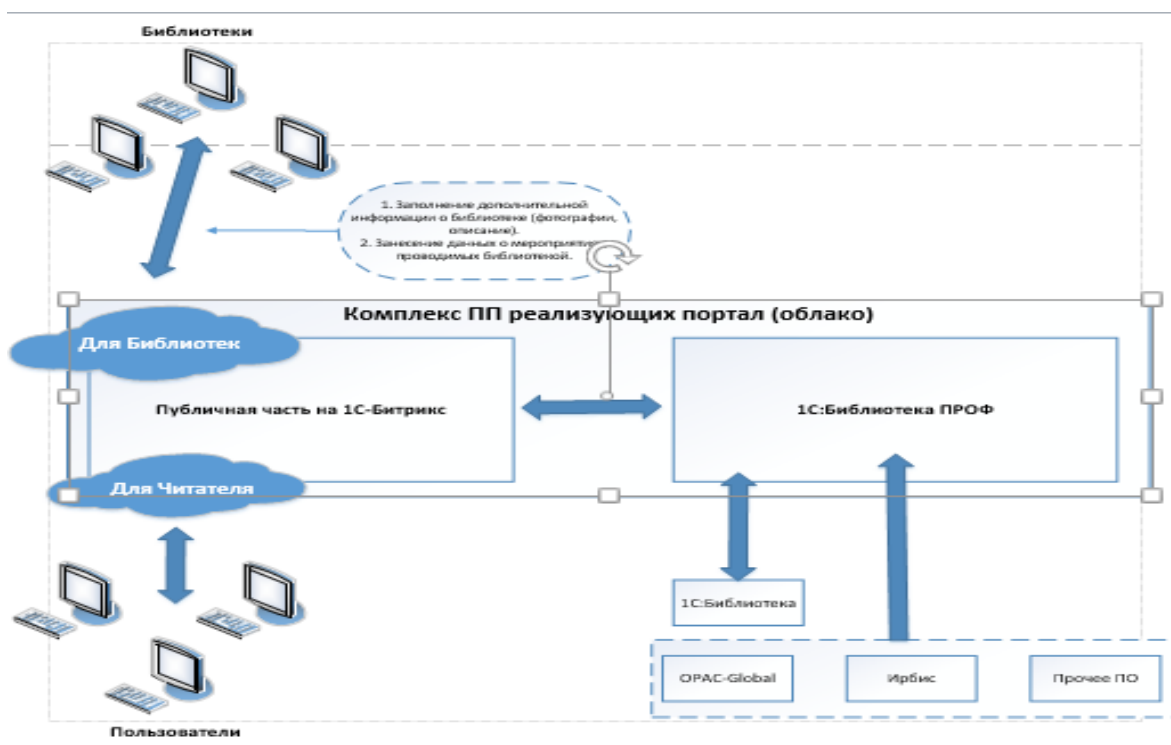 Библиотеки
1. Заполнение дополнительной
информации о библиотеке (фотографии,
описание).
2. Занесение данных о мероприятия
проводимых библиотекой.
Комплекс ПП реализующих портал (облако)
Для Библиотек
Публичная часть на 1С-Битрикс
1С:Библиотека ПРОФ
Для Читателя
1С:Библиотека
OPAC-Global
Ирбис
Прочее ПО
Пользователи